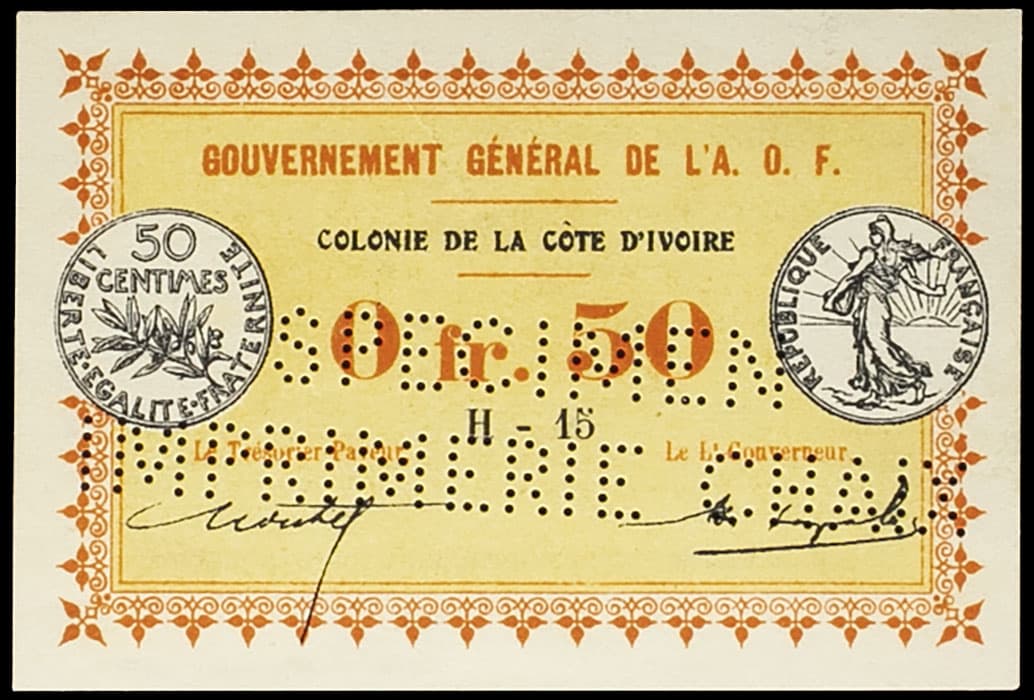 GOUVERNEMENT GÉNÉRAL DE L'A. O. F.
COLONIE DE LA CÔTE D'IVOIRE
50
CENTIMES
LIBERTE·EGALITE·FRATERNITE
REPUBLIQUE FRANÇAISE
0 fr. 50
SPECIMEN
H - 15
Le Trésorier-Payeur,
Le Lt Gouverneur,
IMPRIMERIE CHAIX